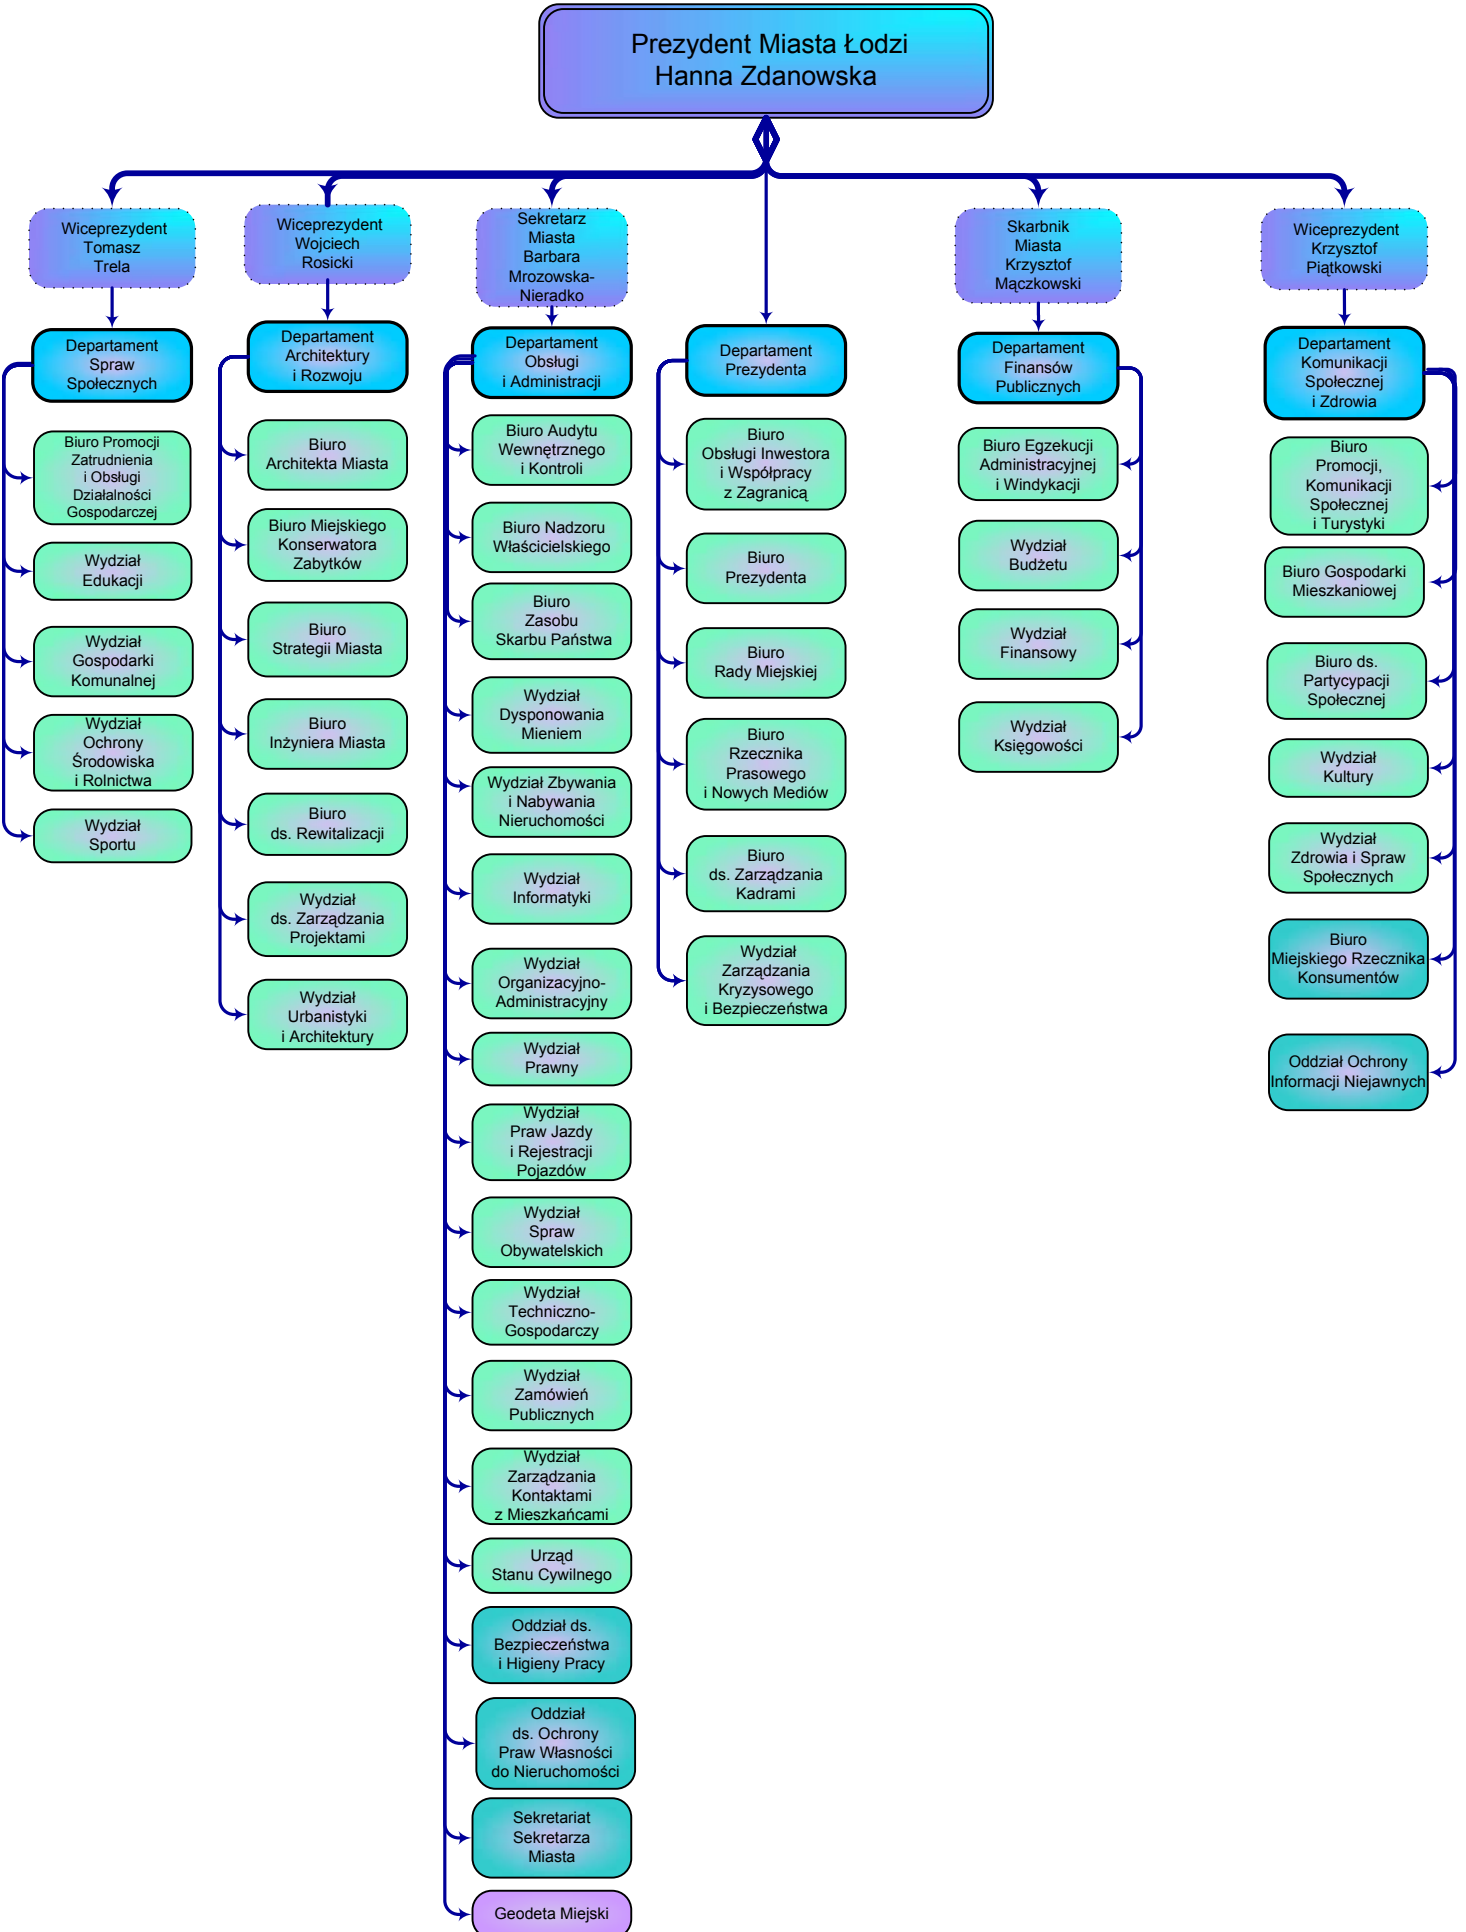 Prezydent Miasta Łodzi
Hanna Zdanowska
Wiceprezydent
Tomasz
Trela
Wiceprezydent
Wojciech
Rosicki
Sekretarz
Miasta
Barbara
Mrozowska-
Nieradko
Skarbnik
Miasta
Krzysztof
Mączkowski
Wiceprezydent
Krzysztof
Piątkowski
Departament
Spraw
Społecznych
Biuro Promocji
Zatrudnienia
i Obsługi
Działalności
Gospodarczej
Wydział
Edukacji
Wydział
Gospodarki
Komunalnej
Wydział
Ochrony
Środowiska
i Rolnictwa
Wydział
Sportu
Departament
Architektury
i Rozwoju
Biuro
Architekta Miasta
Biuro Miejskiego
Konserwatora
Zabytków
Biuro
Strategii Miasta
Biuro
Inżyniera Miasta
Biuro
ds. Rewitalizacji
Wydział
ds. Zarządzania
Projektami
Wydział
Urbanistyki
i Architektury
Departament
Obsługi
i Administracji
Biuro Audytu
Wewnętrznego
i Kontroli
Biuro Nadzoru
Właścicielskiego
Biuro
Zasobu
Skarbu Państwa
Wydział
Dysponowania
Mieniem
Wydział Zbywania
i Nabywania
Nieruchomości
Wydział
Informatyki
Wydział
Organizacyjno-
Administracyjny
Wydział
Prawny
Wydział
Praw Jazdy
i Rejestracji
Pojazdów
Wydział
Spraw
Obywatelskich
Wydział
Techniczno-
Gospodarczy
Wydział
Zamówień
Publicznych
Wydział
Zarządzania
Kontaktami
z Mieszkańcami
Urząd
Stanu Cywilnego
Oddział ds.
Bezpieczeństwa
i Higieny Pracy
Oddział
ds. Ochrony
Praw Własności
do Nieruchomości
Sekretariat
Sekretarza
Miasta
Geodeta Miejski
Departament
Prezydenta
Biuro
Obsługi Inwestora
i Współpracy
z Zagranicą
Biuro
Prezydenta
Biuro
Rady Miejskiej
Biuro
Rzecznika
Prasowego
i Nowych Mediów
Biuro
ds. Zarządzania
Kadrami
Wydział
Zarządzania
Kryzysowego
i Bezpieczeństwa
Departament
Finansów
Publicznych
Biuro Egzekucji
Administracyjnej
i Windykacji
Wydział
Budżetu
Wydział
Finansowy
Wydział
Księgowości
Departament
Komunikacji
Społecznej
i Zdrowia
Biuro
Promocji,
Komunikacji
Społecznej
i Turystyki
Biuro Gospodarki
Mieszkaniowej
Biuro ds.
Partycypacji
Społecznej
Wydział
Kultury
Wydział
Zdrowia i Spraw
Społecznych
Biuro
Miejskiego Rzecznika
Konsumentów
Oddział Ochrony
Informacji Niejawnych